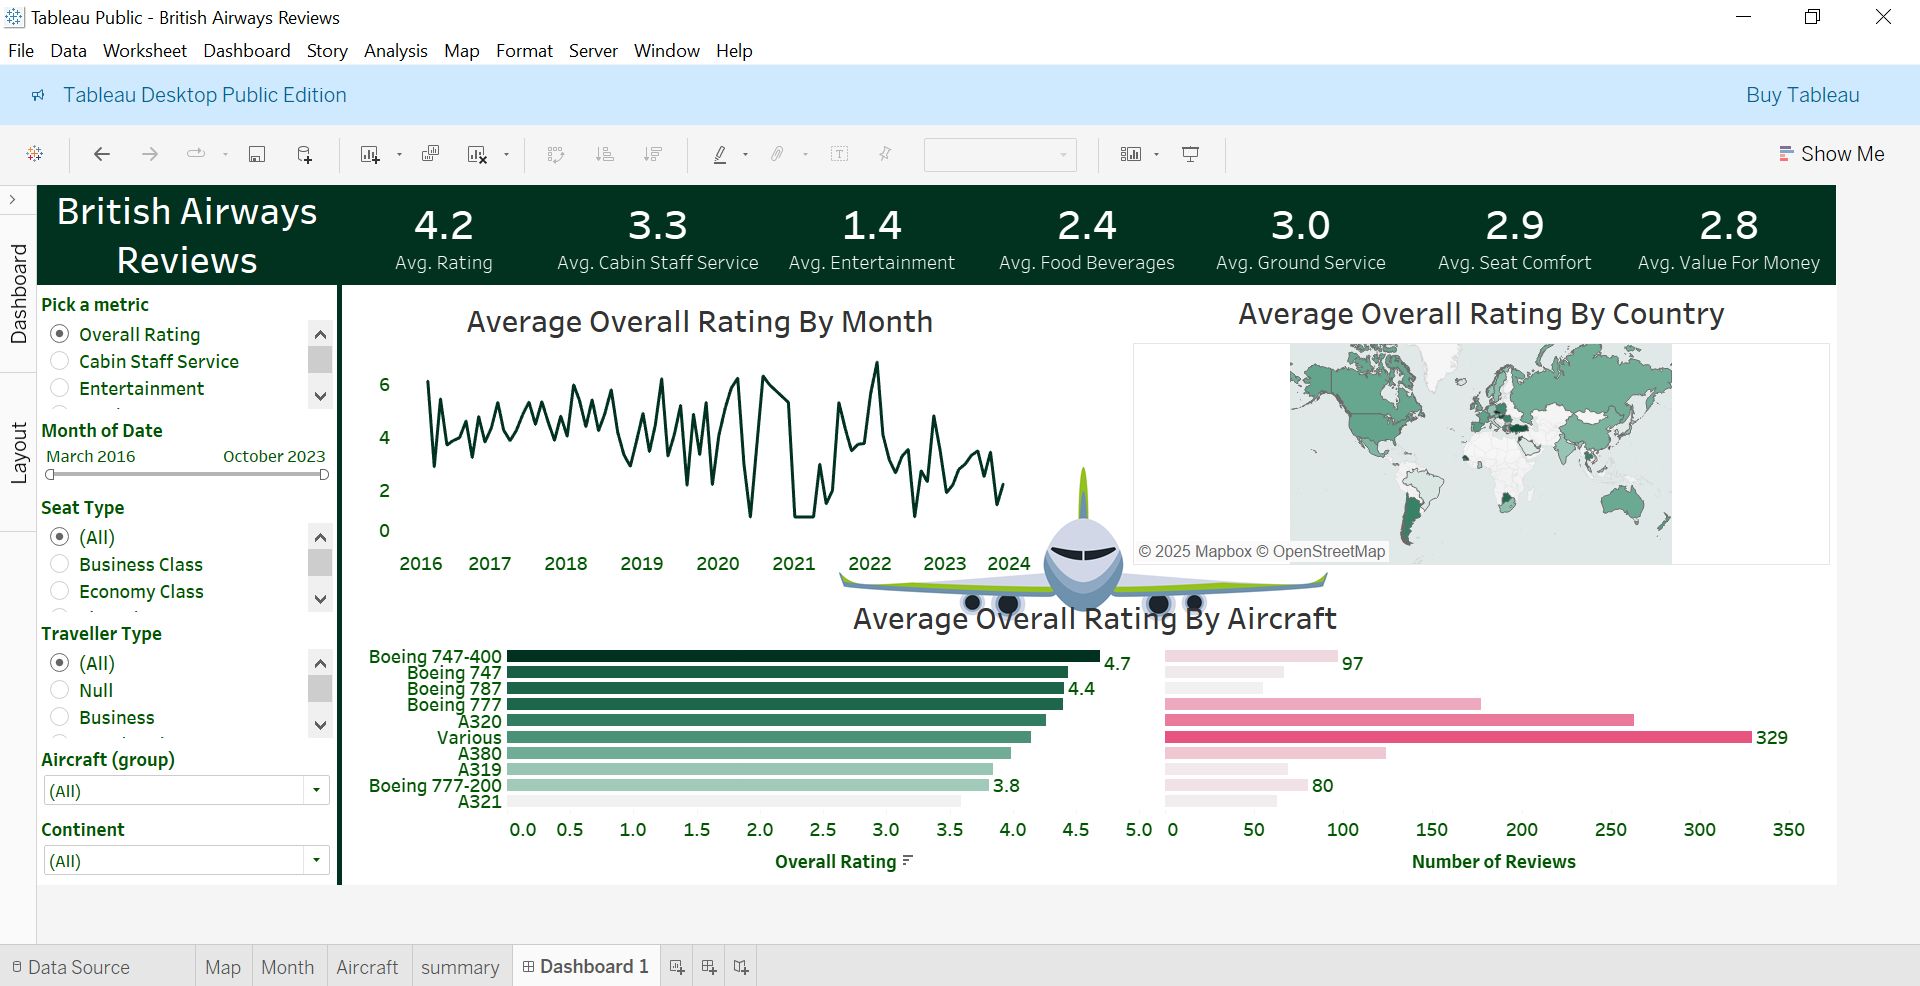 Tableau Public - British Airways Reviews
File Data Worksheet Dashboard Story Analysis Map Format Server Window Help
Tableau Desktop Public Edition
Buy Tableau
Show Me
Dashboard
Layout
British Airways
Reviews
4.2
Avg. Rating
3.3
Avg. Cabin Staff Service
1.4
Avg. Entertainment
2.4
Avg. Food Beverages
3.0
Avg. Ground Service
2.9
Avg. Seat Comfort
2.8
Avg. Value For Money
Pick a metric
Overall Rating
Cabin Staff Service
Entertainment
Month of Date
March 2016 October 2023
Seat Type
(All)
Business Class
Economy Class
Traveller Type
(All)
Null
Business
Aircraft (group)
(All)
Continent
(All)
Average Overall Rating By Month
6
4
2
0
2016 2017 2018 2019 2020 2021 2022 2023 2024
Average Overall Rating By Country
© 2025 Mapbox © OpenStreetMap
Average Overall Rating By Aircraft
Boeing 747-400 4.7 97
Boeing 747
Boeing 787 4.4
Boeing 777
A320
Various 329
A380
A319
Boeing 777-200 3.8 80
A321
0.0 0.5 1.0 1.5 2.0 2.5 3.0 3.5 4.0 4.5 5.0 0 50 100 150 200 250 300 350
Overall Rating Number of Reviews
Data Source Map Month Aircraft summary Dashboard 1